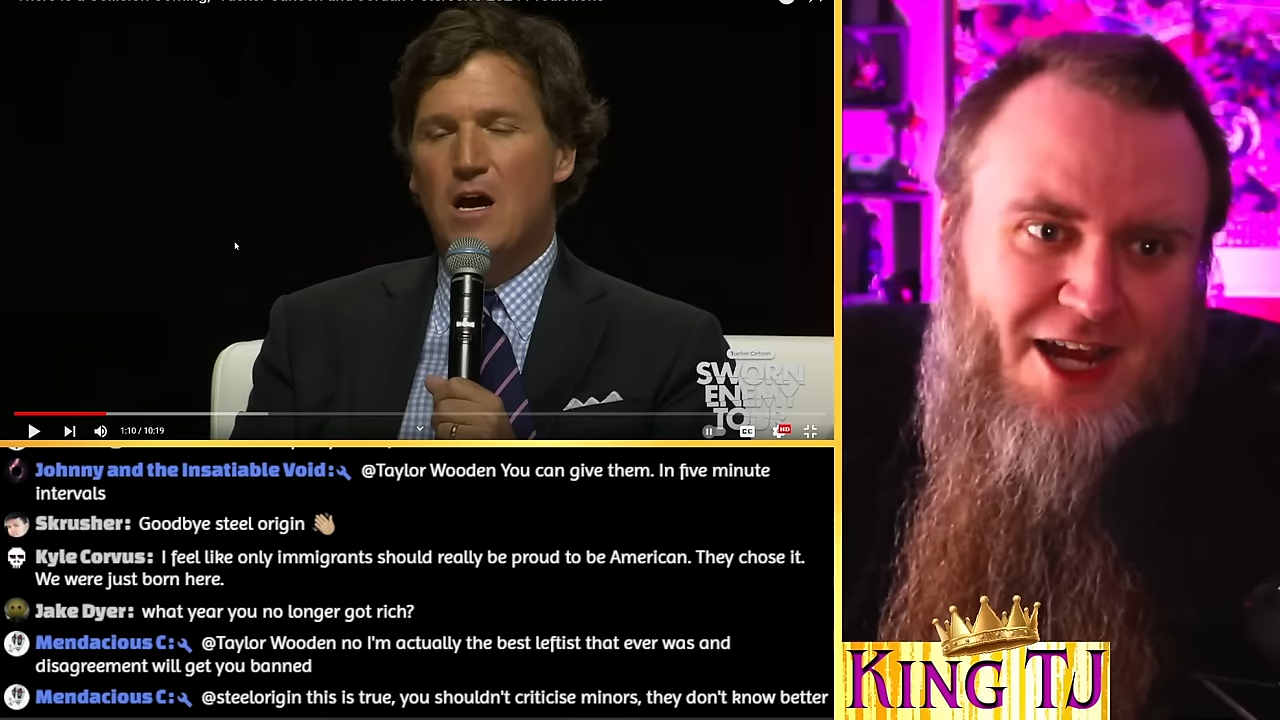 Tucker Carlson
SWORN
ENEMY
TOUR
CC
HD
1:10 / 10:19
Johnny and the Insatiable Void: @Taylor Wooden You can give them. In five minute
intervals
Skrusher: Goodbye steel origin 👋🏼
Kyle Corvus: I feel like only immigrants should really be proud to be American. They chose it.
We were just born here.
Jake Dyer: what year you no longer got rich?
Mendacious C: @Taylor Wooden no I'm actually the best leftist that ever was and
disagreement will get you banned
Mendacious C: @steelorigin this is true, you shouldn't criticise minors, they don't know better
KING TJ